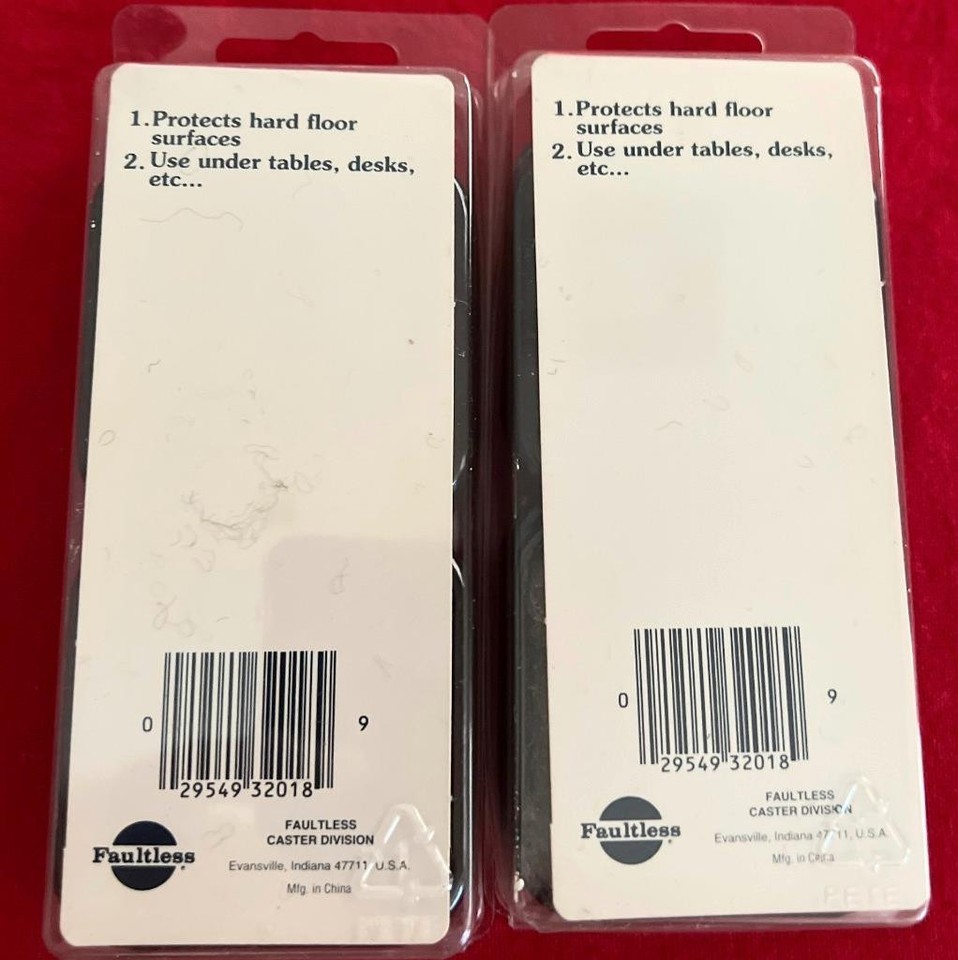 1. Protects hard floor
surfaces
2. Use under tables, desks,
etc...
0 29549 32018 9
Faultless
FAULTLESS
CASTER DIVISION
Evansville, Indiana 47711, U.S.A.
Mfg. in China
1. Protects hard floor
surfaces
2. Use under tables, desks,
etc...
0 29549 32018 9
Faultless
FAULTLESS
CASTER DIVISION
Evansville, Indiana 47711, U.S.A.
Mfg. in China
PETE